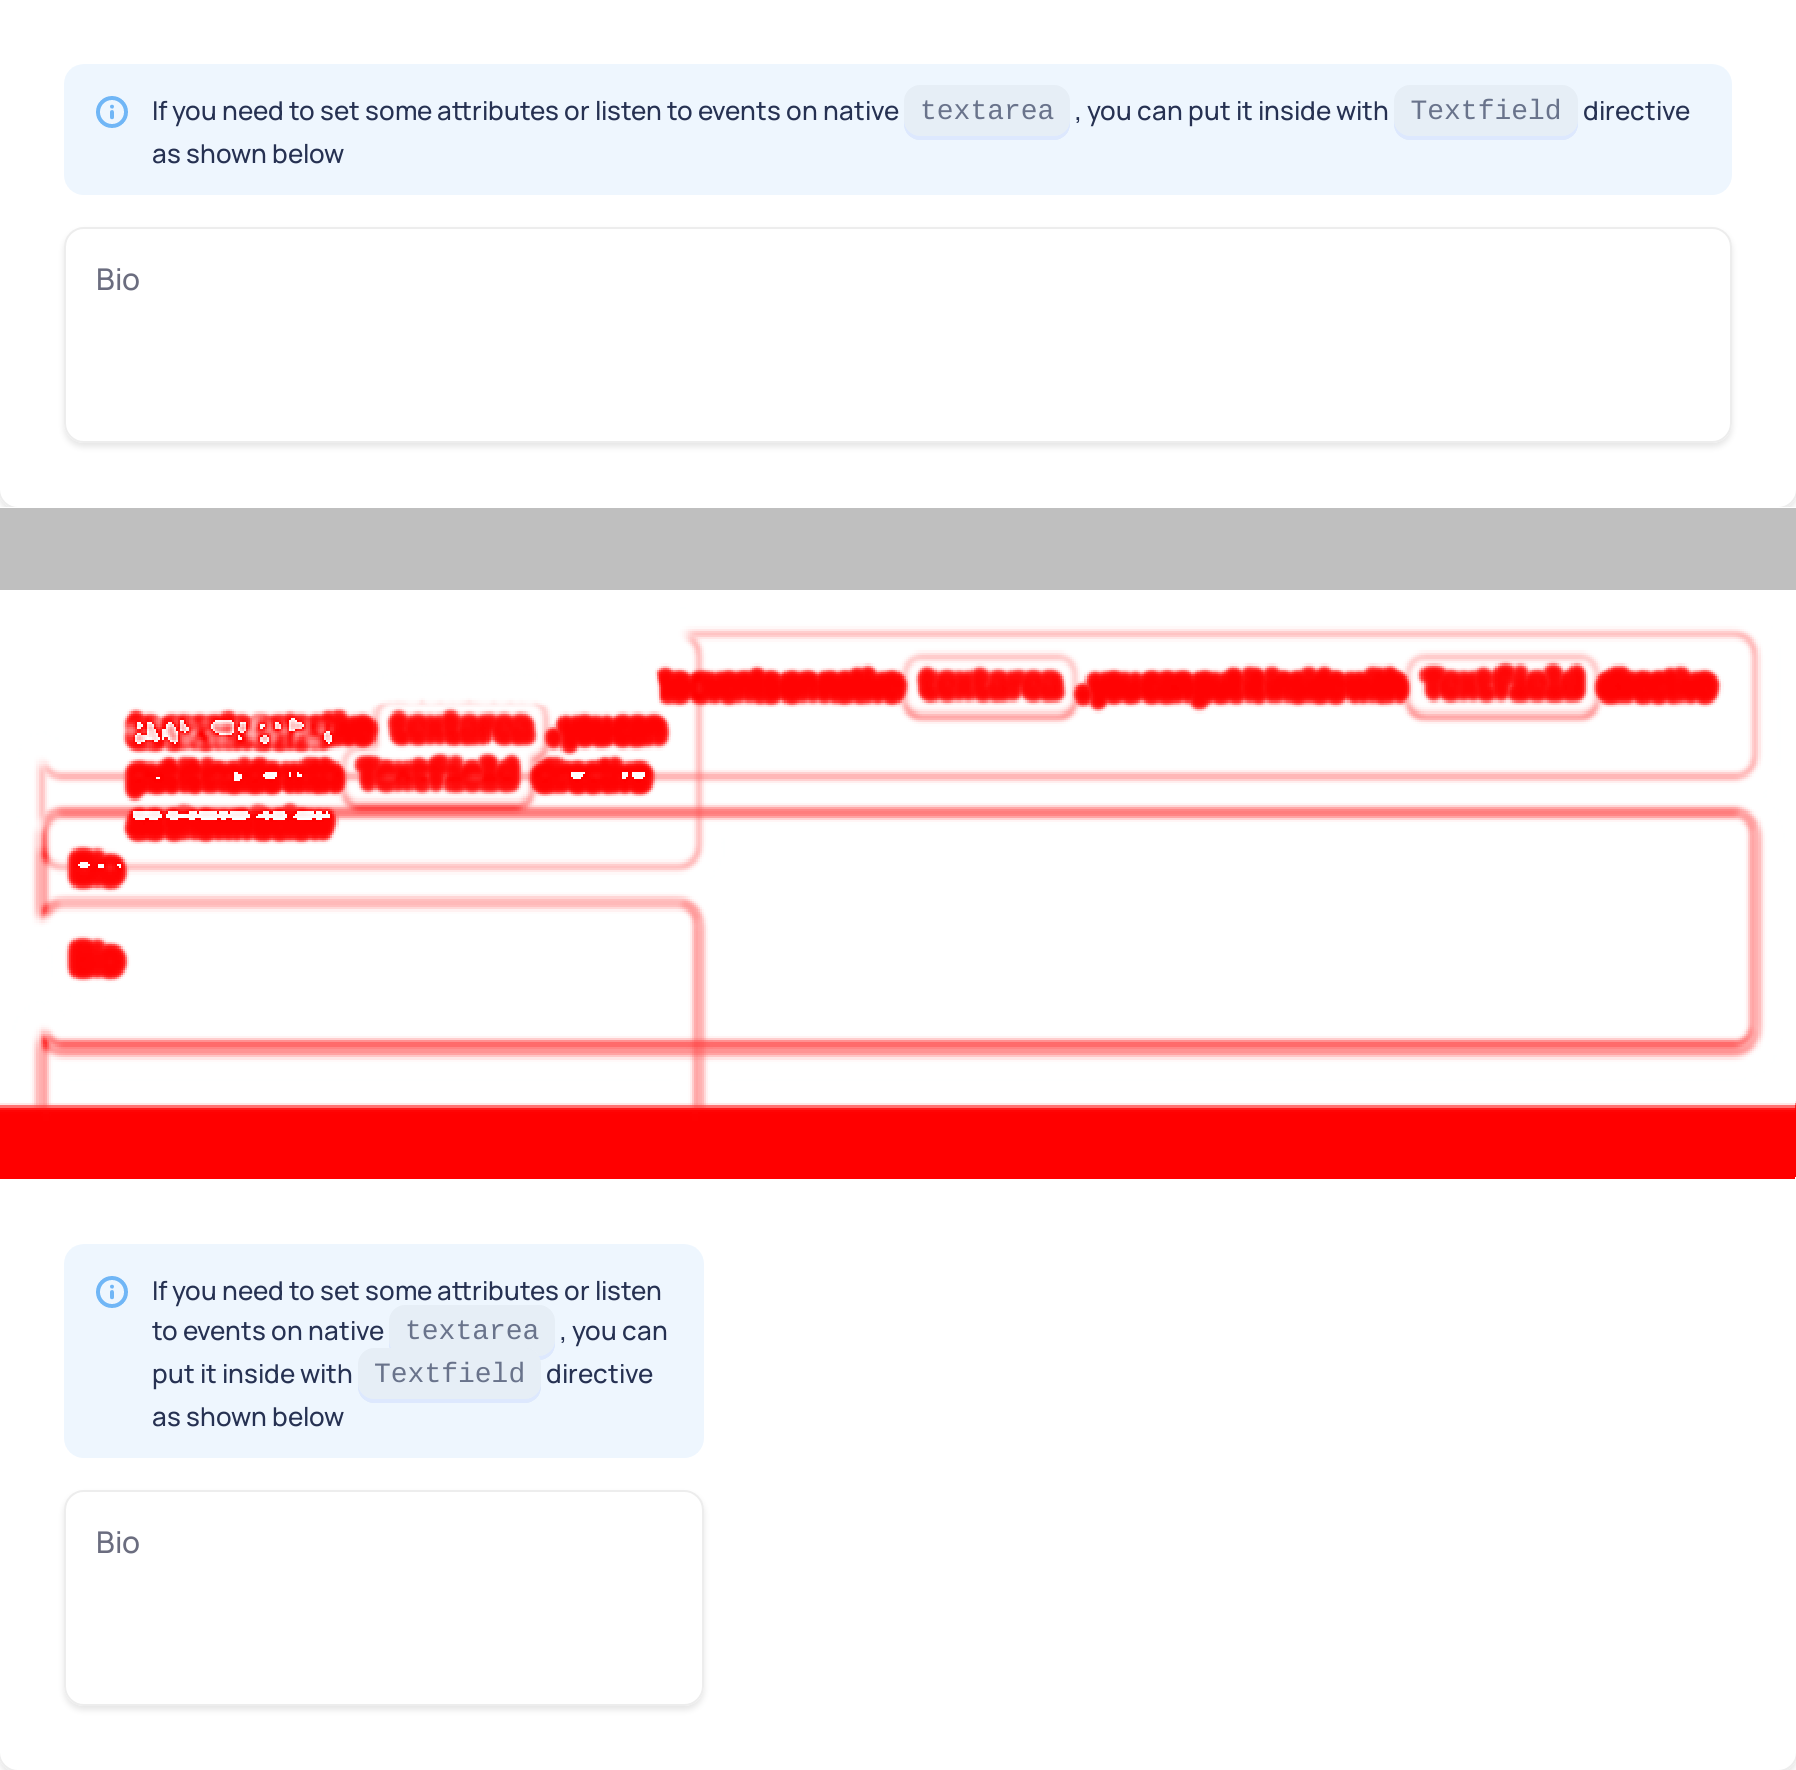 If you need to set some attributes or listen to events on native textarea , you can put it inside with Textfield directive
as shown below
Bio
textarea
Textfield
If you need to set some attributes or listen
to events on native textarea , you can
put it inside with Textfield directive
as shown below
Bio